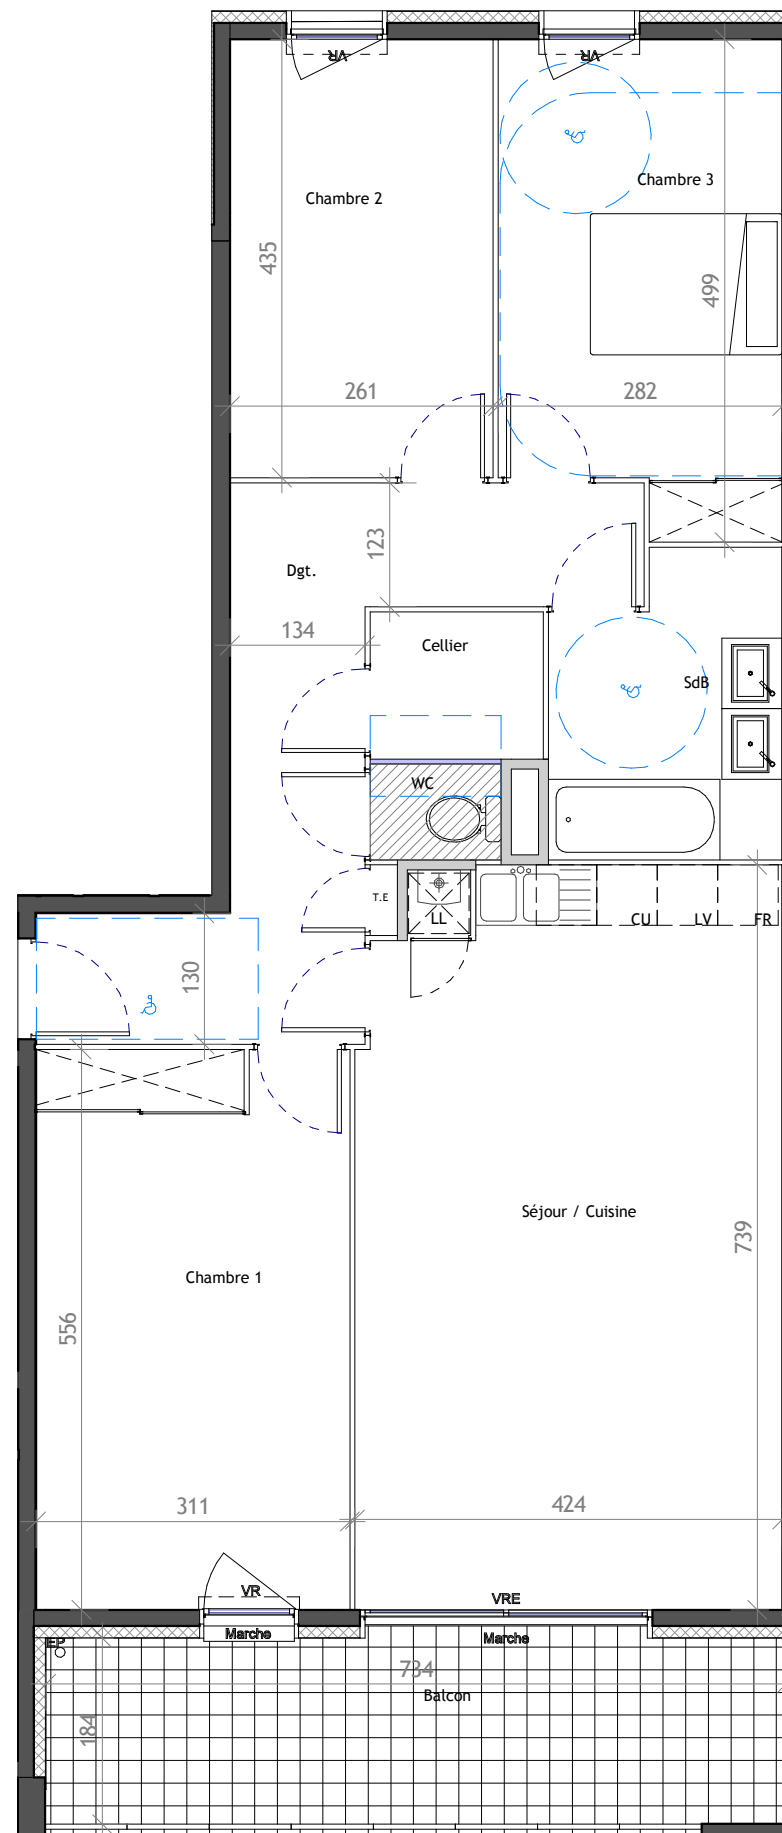 VR
VR
Chambre 2
Chambre 3
435
499
261
282
123
Dgt.
134
Cellier
SdB
WC
T.E
LL
CU
LV
FR
130
Séjour / Cuisine
739
Chambre 1
556
311
424
VR
VRE
Marche
Marche
EP
734
Balcon
184